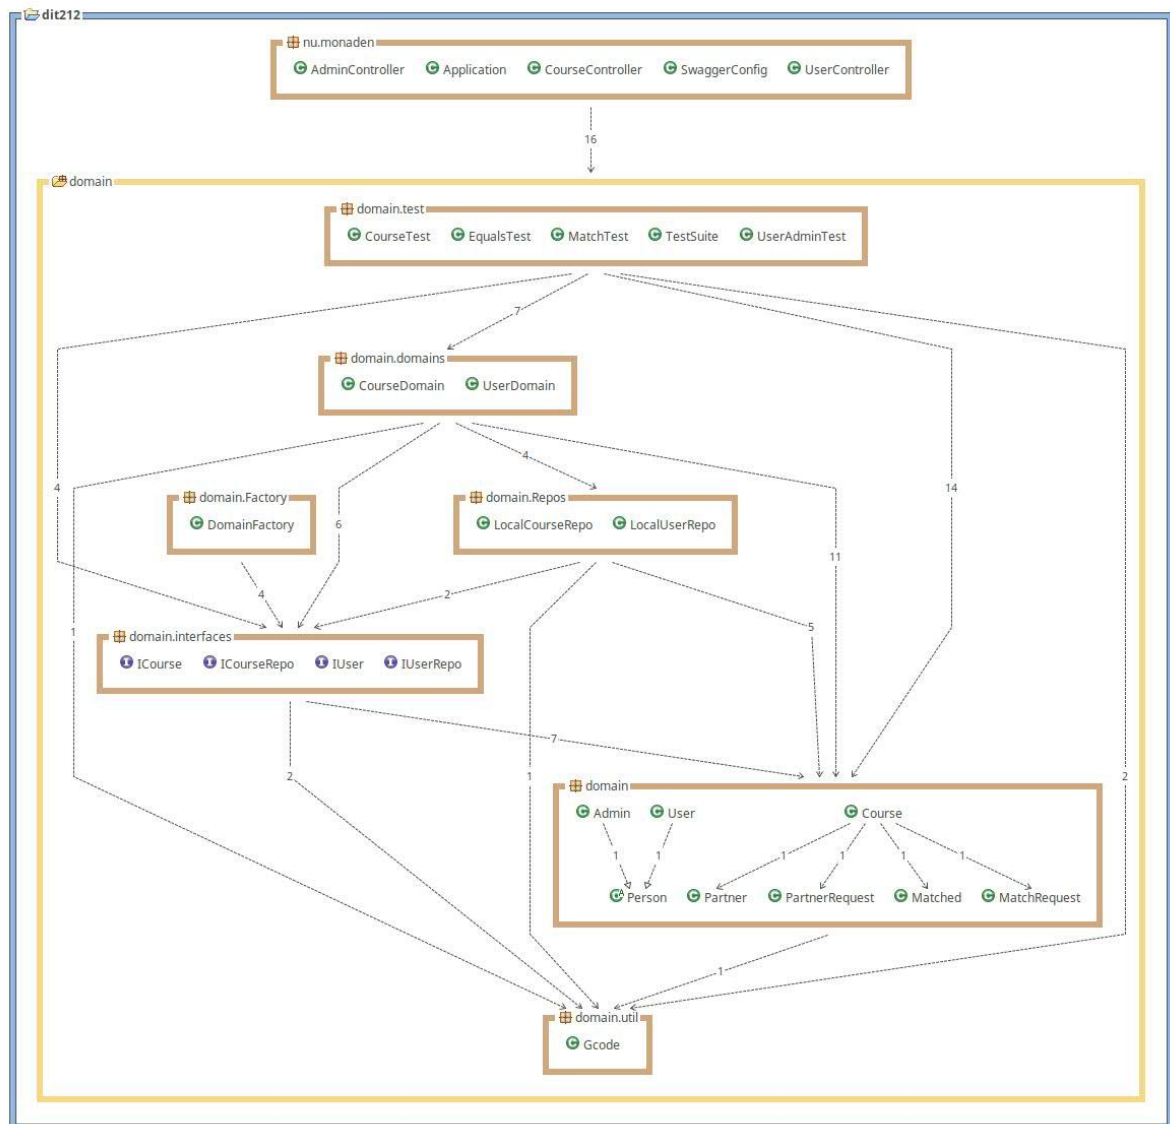 dit212
nu.monaden
AdminController Application CourseController SwaggerConfig UserController
16
domain
domain.test
CourseTest EqualsTest MatchTest TestSuite UserAdminTest
7
domain.domains
CourseDomain UserDomain
4
4 14
domain.Factory domain.Repos
DomainFactory LocalCourseRepo LocalUserRepo
6
11
4 2
1 5
domain.interfaces
ICourse ICourseRepo IUser IUserRepo
7
2 1 2
domain
Admin User Course
1 1 1 1 1 1
Person Partner PartnerRequest Matched MatchRequest
1
domain.util
Gcode